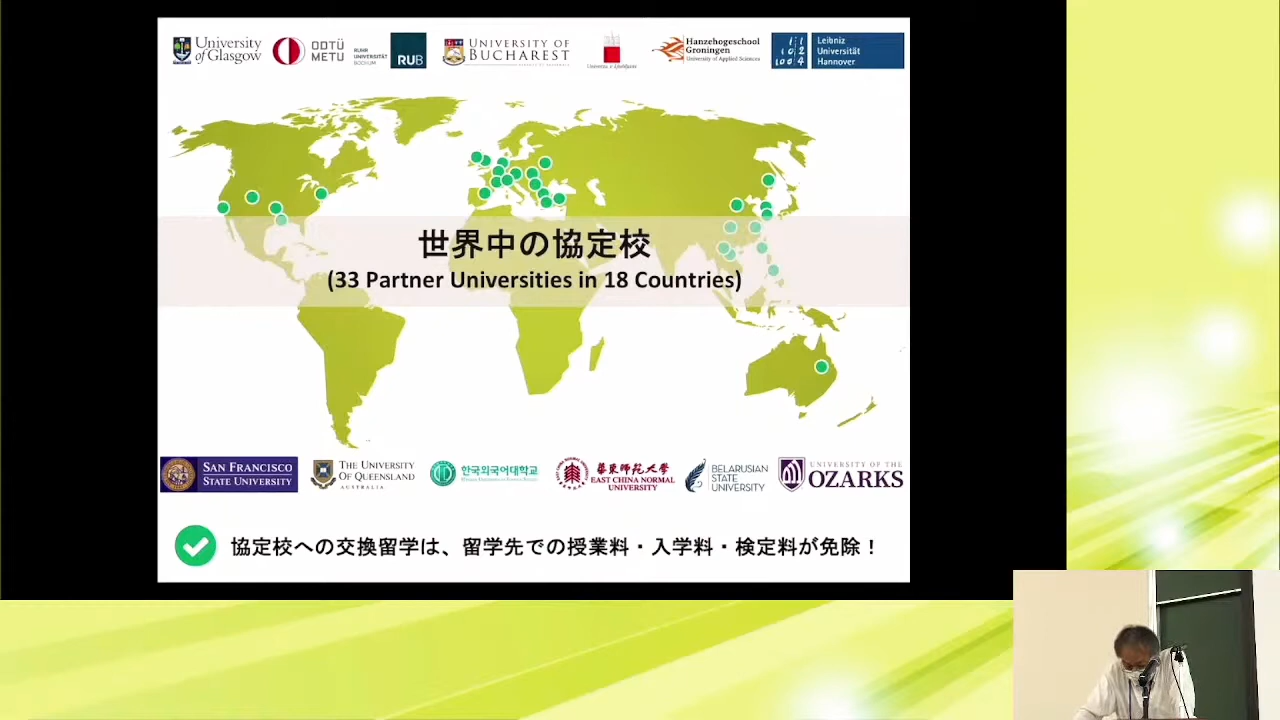 University of Glasgow
ODTÜ METU
RUHR UNIVERSITÄT BOCHUM
RUB
UNIVERSITY OF BUCHAREST
Hanzehogeschool Groningen
University of Applied Sciences
Leibniz Universität Hannover
世界中の協定校
(33 Partner Universities in 18 Countries)
SAN FRANCISCO STATE UNIVERSITY
THE UNIVERSITY OF QUEENSLAND
AUSTRALIA
한국외국어대학교
華東師范大學
EAST CHINA NORMAL UNIVERSITY
BELARUSIAN STATE UNIVERSITY
UNIVERSITY OF THE OZARKS
協定校への交換留学は、留学先での授業料・入学料・検定料が免除！